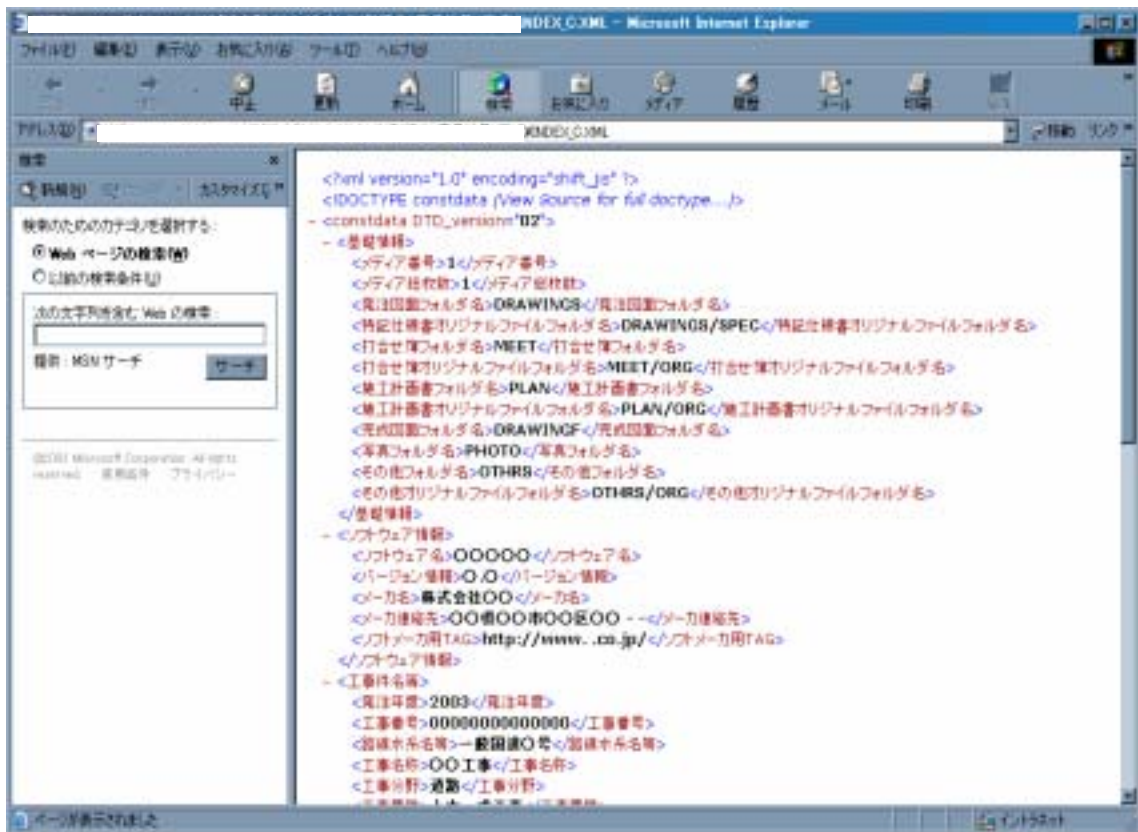 INDEX_C.XML - Microsoft Internet Explorer
ファイル(F) 編集(E) 表示(V) お気に入り(A) ツール(T) ヘルプ(H)
中止 更新 ホーム 検索 お気に入り メディア 履歴 メール 印刷
アドレス(D) INDEX_C.XML 移動 リンク
検索
新規(N) カスタマイズ
検索のためのカテゴリを選択する:
Web ページの検索(W)
以前の検索条件(U)
次の文字列を含む Web の検索:
提供 : MSN サーチ サーチ
Microsoft Corporation. All rights
reserved. 使用条件 プライバシー
<?xml version="1.0" encoding="shift_jis" ?>
<!DOCTYPE constdata (View Source for full doctype...)>
- <constdata DTD_version="02">
- <基礎情報>
<メディア番号>1</メディア番号>
<メディア総枚数>1</メディア総枚数>
<発注図面フォルダ名>DRAWINGS</発注図面フォルダ名>
<特記仕様書オリジナルファイルフォルダ名>DRAWINGS/SPEC</特記仕様書オリジナルファイルフォルダ名>
<打合せ簿フォルダ名>MEET</打合せ簿フォルダ名>
<打合せ簿オリジナルファイルフォルダ名>MEET/ORG</打合せ簿オリジナルファイルフォルダ名>
<施工計画書フォルダ名>PLAN</施工計画書フォルダ名>
<施工計画書オリジナルファイルフォルダ名>PLAN/ORG</施工計画書オリジナルファイルフォルダ名>
<完成図面フォルダ名>DRAWINGF</完成図面フォルダ名>
<写真フォルダ名>PHOTO</写真フォルダ名>
<その他フォルダ名>OTHRS</その他フォルダ名>
<その他オリジナルファイルフォルダ名>OTHRS/ORG</その他オリジナルファイルフォルダ名>
</基礎情報>
- <ソフトウェア情報>
<ソフトウェア名>○○○○○</ソフトウェア名>
<バージョン情報>○.○</バージョン情報>
<メーカ名>株式会社○○</メーカ名>
<メーカ連絡先>○○県○○市○○区○○ --</メーカ連絡先>
<ソフトメーカ用TAG>http://www. .co.jp/</ソフトメーカ用TAG>
</ソフトウェア情報>
- <工事件名等>
<発注年度>2003</発注年度>
<工事番号>00000000000000</工事番号>
<路線水系名等>一般国道○号</路線水系名等>
<工事名称>○○工事</工事名称>
<工事分野>道路</工事分野>
ページが表示されました イントラネット